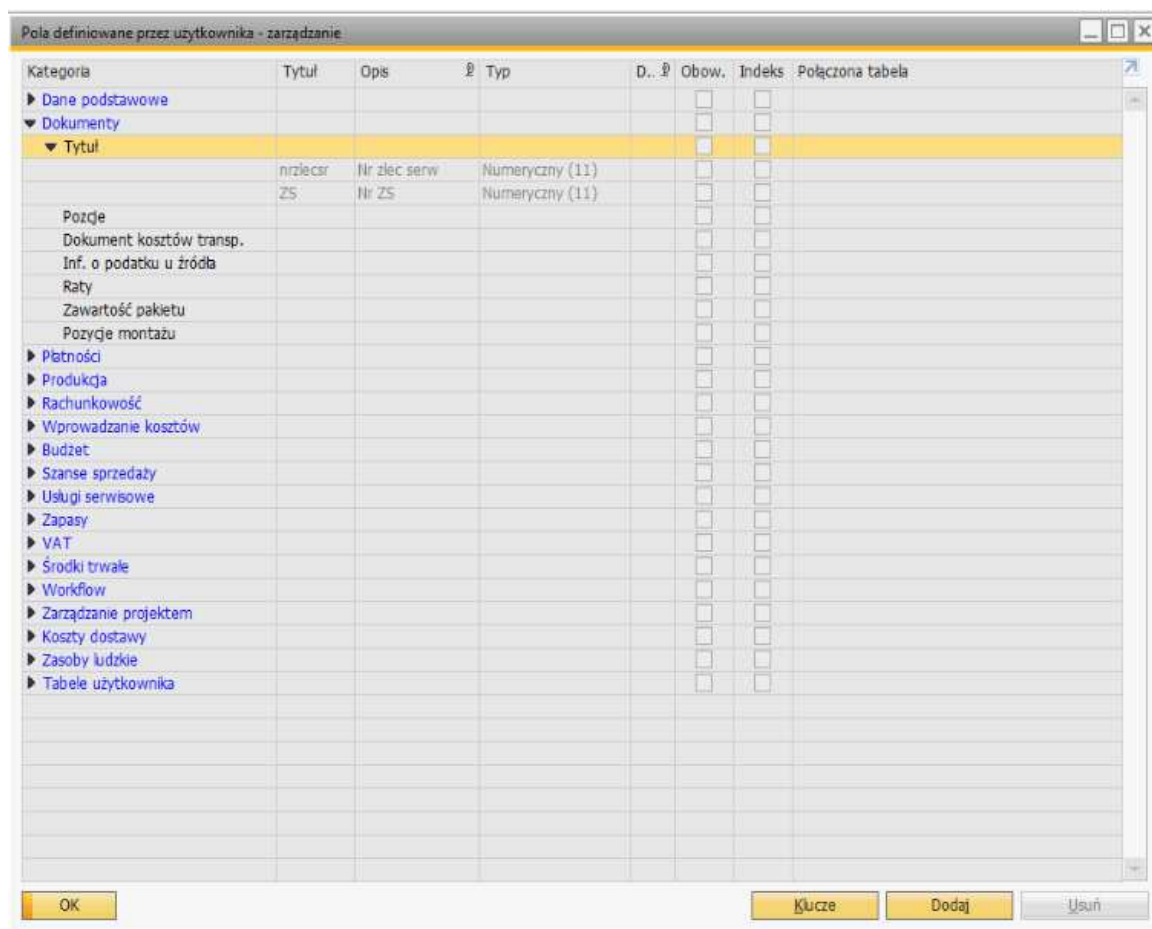 Pola definiowane przez użytkownika - zarządzanie
Kategoria Tytuł Opis Typ D.. Obow. Indeks Połączona tabela
Dane podstawowe
Dokumenty
Tytuł
nrzlecsr Nr zlec serw Numeryczny (11)
ZS Nr ZS Numeryczny (11)
Pozcje
Dokument kosztów transp.
Inf. o podatku u źródła
Raty
Zawartość pakietu
Pozycje montażu
Płatności
Produkcja
Rachunkowość
Wprowadzanie kosztów
Budżet
Szanse sprzedaży
Usługi serwisowe
Zapasy
VAT
Środki trwałe
Workflow
Zarządzanie projektem
Koszty dostawy
Zasoby ludzkie
Tabele użytkownika
OK Klucze Dodaj Usuń